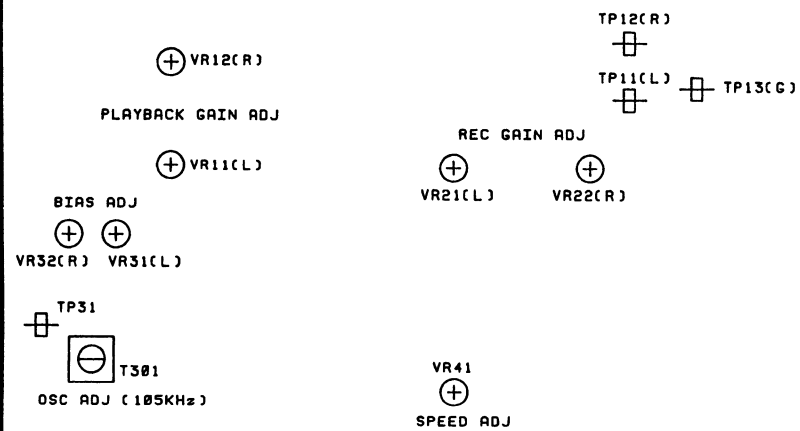 TP12(R)
VR12(R)
TP11(L)
TP13(G)
PLAYBACK GAIN ADJ
REC GAIN ADJ
VR11(L)
VR21(L)
VR22(R)
BIAS ADJ
VR32(R)
VR31(L)
TP31
T301
VR41
OSC ADJ (105KHz)
SPEED ADJ